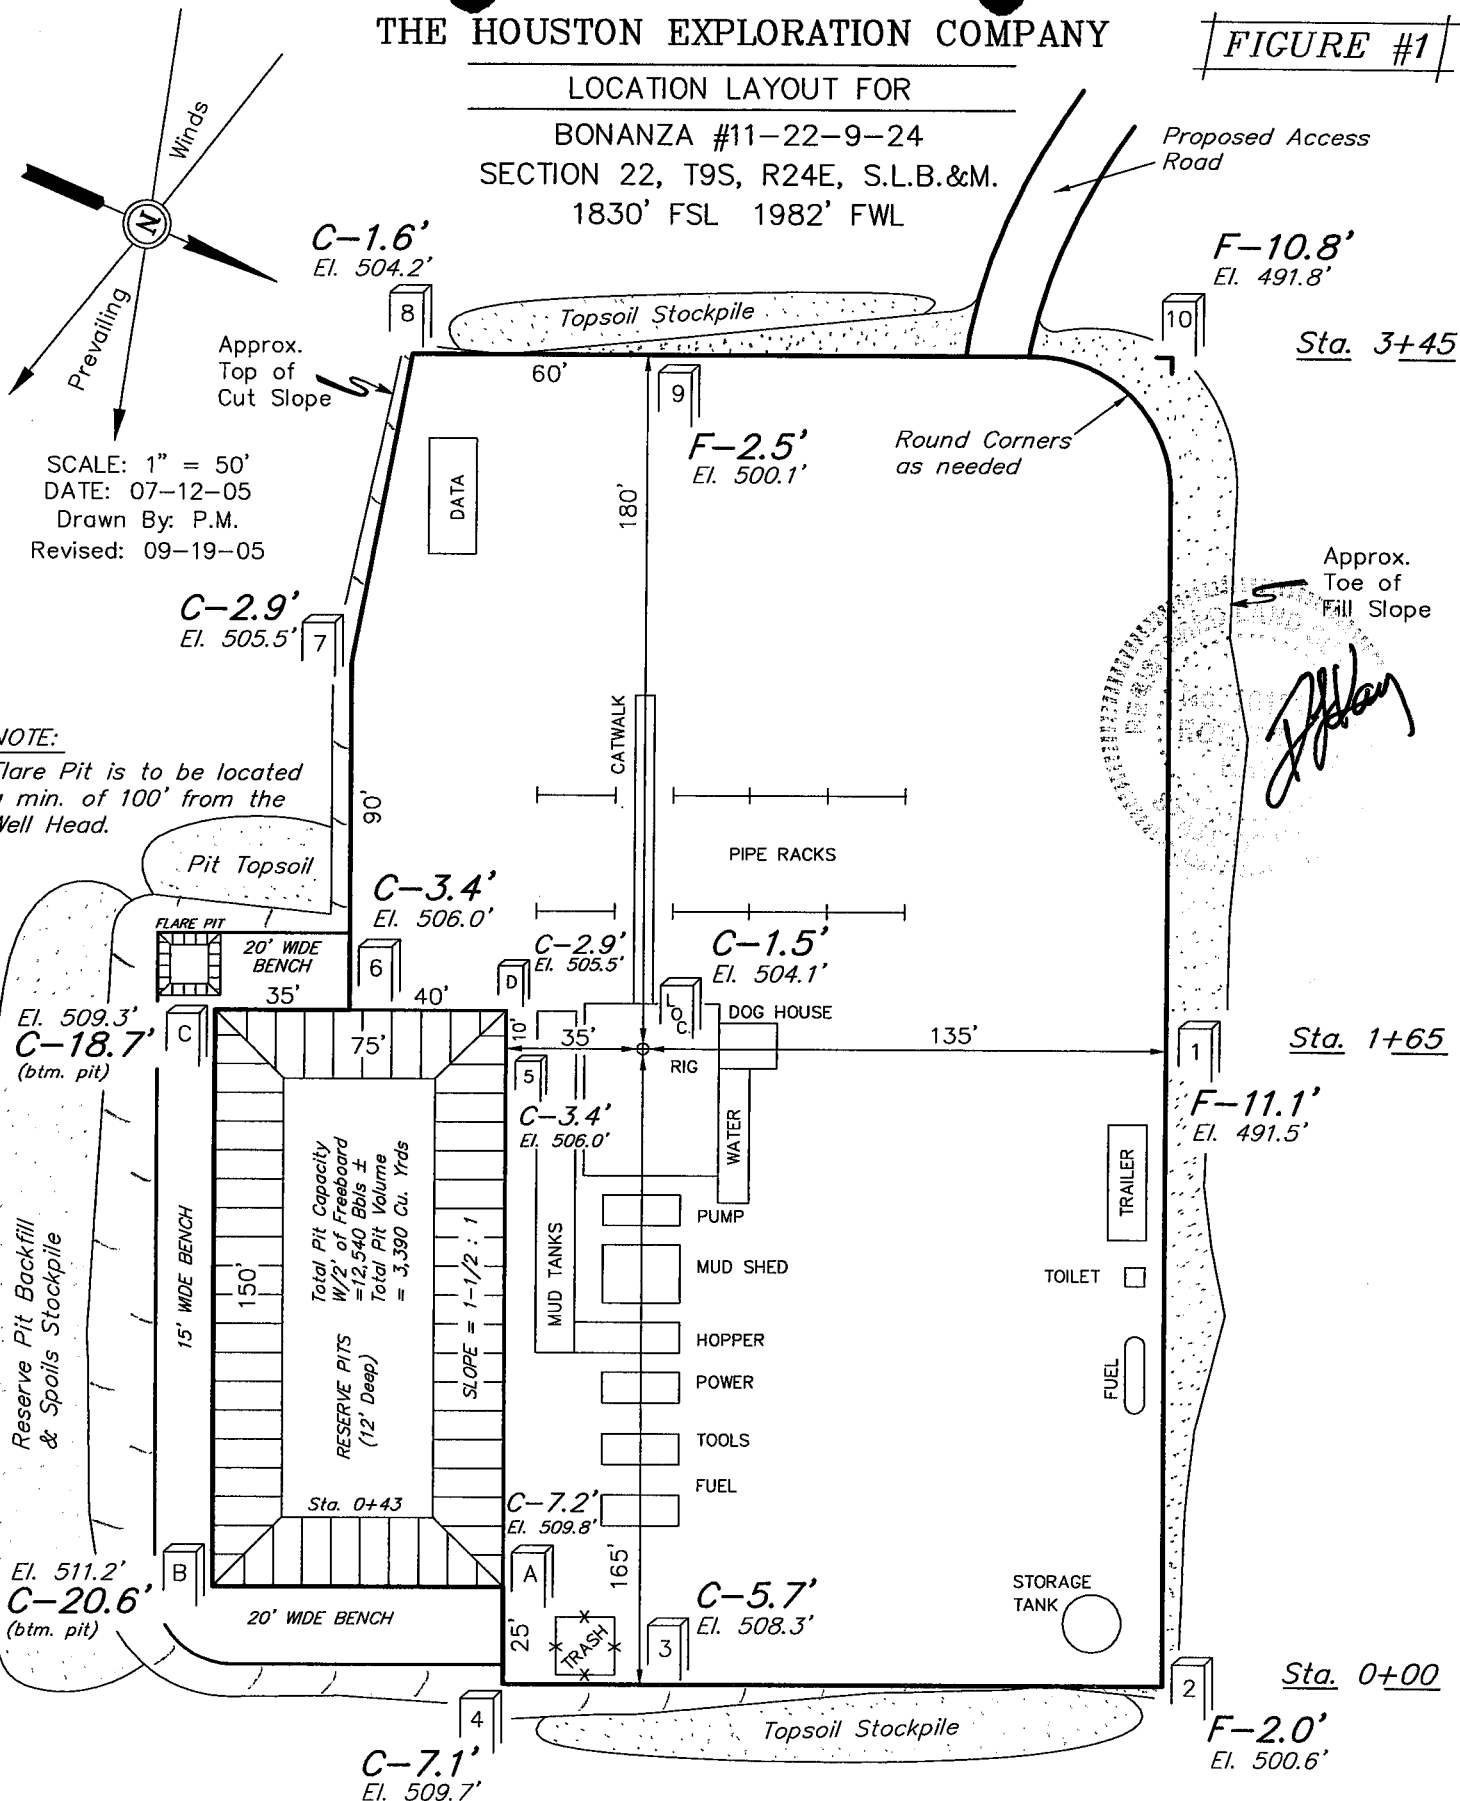 THE HOUSTON EXPLORATION COMPANY
FIGURE #1
LOCATION LAYOUT FOR
BONANZA #11-22-9-24
SECTION 22, T9S, R24E, S.L.B.&M.
1830' FSL 1982' FWL
Proposed Access
Road
Winds
N
Prevailing
C-1.6'
El. 504.2'
8
Topsoil Stockpile
F-10.8'
El. 491.8'
10
Sta. 3+45
Approx.
Top of
Cut Slope
60'
9
F-2.5'
El. 500.1'
Round Corners
as needed
SCALE: 1" = 50'
DATE: 07-12-05
Drawn By: P.M.
Revised: 09-19-05
DATA
180'
Approx.
Toe of
Fill Slope
C-2.9'
El. 505.5'
7
NOTE:
Flare Pit is to be located
a min. of 100' from the
Well Head.
CATWALK
90'
PIPE RACKS
Pit Topsoil
C-3.4'
El. 506.0'
6
FLARE PIT
20' WIDE
BENCH
C-2.9'
El. 505.5'
D
C-1.5'
El. 504.1'
LOC.
DOG HOUSE
35'
40'
10'
El. 509.3'
C-18.7'
(btm. pit)
C
75'
35'
RIG
135'
1
Sta. 1+65
5
C-3.4'
El. 506.0'
F-11.1'
El. 491.5'
WATER
TRAILER
Total Pit Capacity
W/2' of Freeboard
= 12,540 Bbls ±
Total Pit Volume
= 3,390 Cu. Yrds
RESERVE PITS
(12' Deep)
SLOPE = 1-1/2 : 1
150'
15' WIDE BENCH
Reserve Pit Backfill
& Spoils Stockpile
MUD TANKS
PUMP
MUD SHED
HOPPER
POWER
TOOLS
FUEL
TOILET
FUEL
Sta. 0+43
C-7.2'
El. 509.8'
A
El. 511.2'
C-20.6'
(btm. pit)
B
20' WIDE BENCH
25'
TRASH
165'
3
C-5.7'
El. 508.3'
STORAGE
TANK
2
Sta. 0+00
F-2.0'
El. 500.6'
4
C-7.1'
El. 509.7'
Topsoil Stockpile